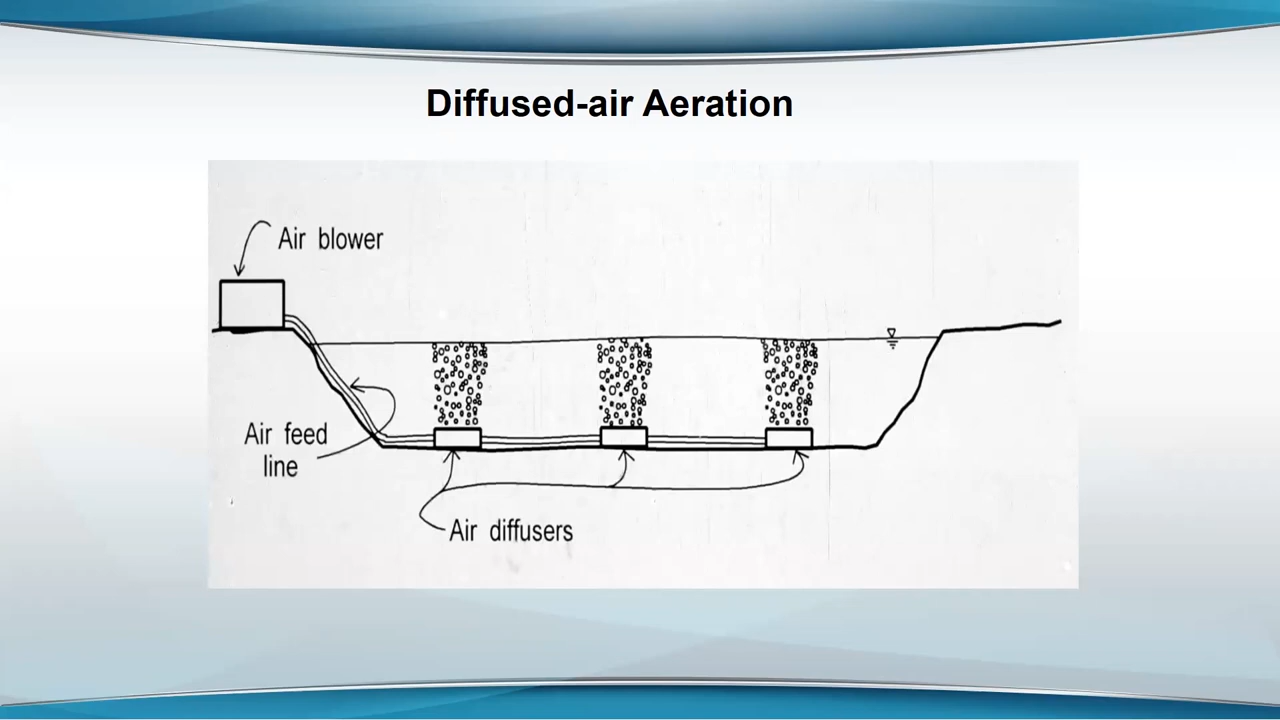 Diffused-air Aeration
Air blower
Air feed
line
Air diffusers